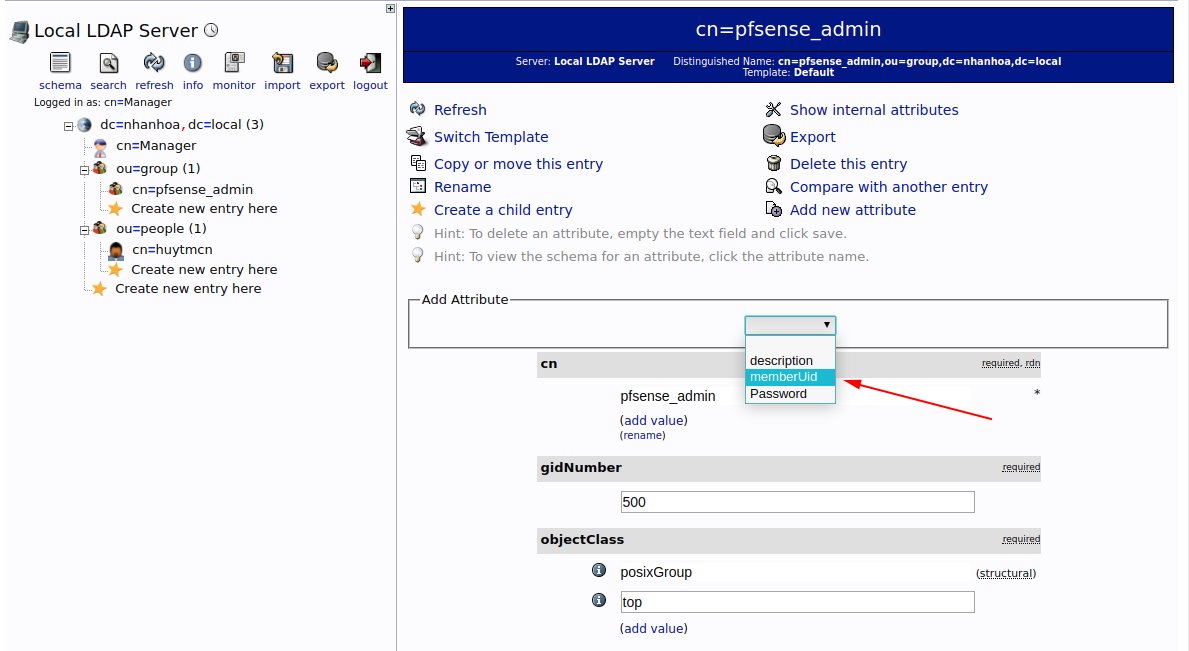 Local LDAP Server
schema search refresh info monitor import export logout
Logged in as: cn=Manager
dc=nhanhoa,dc=local (3)
cn=Manager
ou=group (1)
cn=pfsense_admin
Create new entry here
ou=people (1)
cn=huytmcn
Create new entry here
Create new entry here
cn=pfsense_admin
Server: Local LDAP Server Distinguished Name: cn=pfsense_admin,ou=group,dc=nhanhoa,dc=local
Template: Default
Refresh Show internal attributes
Switch Template Export
Copy or move this entry Delete this entry
Rename Compare with another entry
Create a child entry Add new attribute
Hint: To delete an attribute, empty the text field and click save.
Hint: To view the schema for an attribute, click the attribute name.
Add Attribute
description
memberUid
Password
cn required, rdn
pfsense_admin *
(add value)
(rename)
gidNumber required
500
objectClass required
posixGroup (structural)
top
(add value)